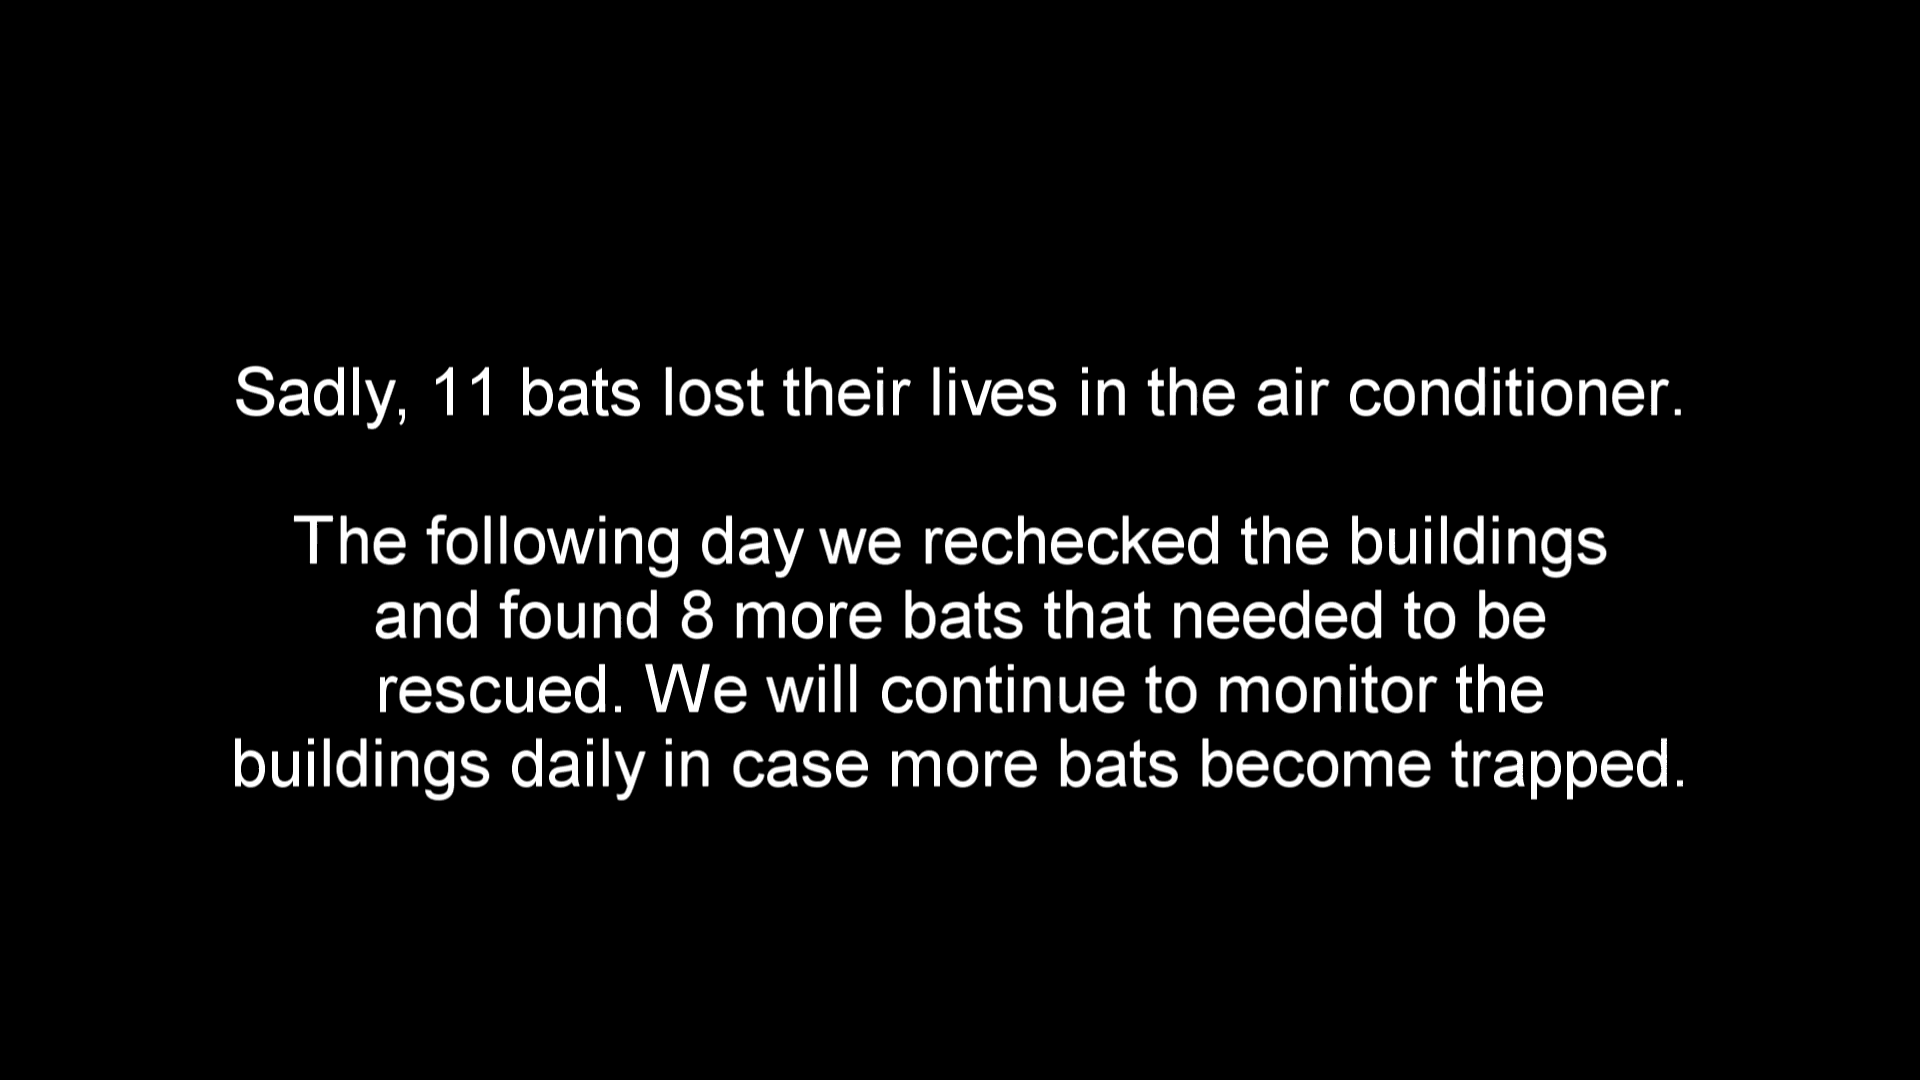 Sadly, 11 bats lost their lives in the air conditioner.
The following day we rechecked the buildings
and found 8 more bats that needed to be
rescued. We will continue to monitor the
buildings daily in case more bats become trapped.